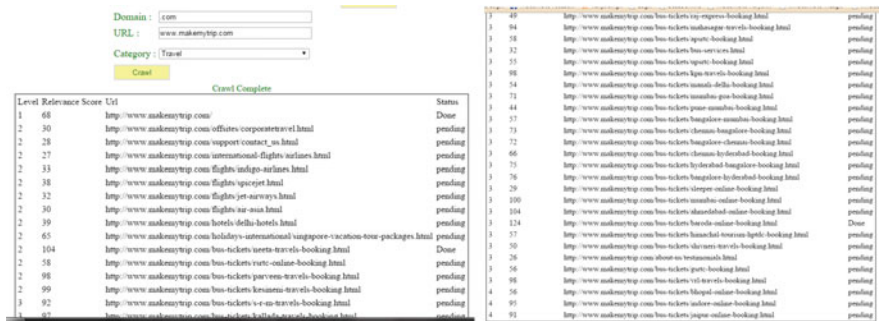 Domain : .com
URL : www.makemytrip.com
Category : Travel
Crawl
Crawl Complete
Level Relevance Score Url Status
1 68 http://www.makemytrip.com/ Done
2 30 http://www.makemytrip.com/offsites/corporatetravel.html pending
2 28 http://www.makemytrip.com/support/contact_us.html pending
2 27 http://www.makemytrip.com/international-flights/airlines.html pending
2 33 http://www.makemytrip.com/flights/indigo-airlines.html pending
2 38 http://www.makemytrip.com/flights/spicejet.html pending
2 32 http://www.makemytrip.com/flights/jet-airways.html pending
2 30 http://www.makemytrip.com/flights/air-asia.html pending
2 39 http://www.makemytrip.com/hotels/delhi-hotels.html pending
2 65 http://www.makemytrip.com/holidays-international/singapore-vacation-tour-packages.html pending
2 104 http://www.makemytrip.com/bus-tickets/neeta-travels-booking.html Done
2 58 http://www.makemytrip.com/bus-tickets/rsrtc-online-booking.html pending
2 98 http://www.makemytrip.com/bus-tickets/parveen-travels-booking.html pending
2 99 http://www.makemytrip.com/bus-tickets/kesineni-travels-booking.html pending
3 92 http://www.makemytrip.com/bus-tickets/s-r-m-travels-booking.html pending
3 97 http://www.makemytrip.com/bus-tickets/kallada-travels-booking.html pending
3 49 http://www.makemytrip.com/bus-tickets/raj-express-booking.html pending
3 94 http://www.makemytrip.com/bus-tickets/mahasagar-travels-booking.html pending
3 58 http://www.makemytrip.com/bus-tickets/apsrtc-booking.html pending
3 32 http://www.makemytrip.com/bus-tickets/bus-services.html pending
3 55 http://www.makemytrip.com/bus-tickets/upsrtc-booking.html pending
3 98 http://www.makemytrip.com/bus-tickets/kpn-travels-booking.html pending
3 54 http://www.makemytrip.com/bus-tickets/manali-delhi-booking.html pending
3 71 http://www.makemytrip.com/bus-tickets/mumbai-goa-booking.html pending
3 44 http://www.makemytrip.com/bus-tickets/pune-mumbai-booking.html pending
3 57 http://www.makemytrip.com/bus-tickets/bangalore-mumbai-booking.html pending
3 73 http://www.makemytrip.com/bus-tickets/chennai-bangalore-booking.html pending
3 72 http://www.makemytrip.com/bus-tickets/bangalore-chennai-booking.html pending
3 66 http://www.makemytrip.com/bus-tickets/chennai-hyderabad-booking.html pending
3 75 http://www.makemytrip.com/bus-tickets/hyderabad-bangalore-booking.html pending
3 76 http://www.makemytrip.com/bus-tickets/bangalore-hyderabad-booking.html pending
3 29 http://www.makemytrip.com/bus-tickets/sleeper-online-booking.html pending
3 100 http://www.makemytrip.com/bus-tickets/mumbai-online-booking.html pending
3 104 http://www.makemytrip.com/bus-tickets/ahmedabad-online-booking.html pending
3 124 http://www.makemytrip.com/bus-tickets/baroda-online-booking.html Done
3 57 http://www.makemytrip.com/bus-tickets/himachal-tourism-hptdc-booking.html pending
3 50 http://www.makemytrip.com/bus-tickets/shivneri-travels-booking.html pending
3 26 http://www.makemytrip.com/about-us/testimonials.html pending
3 56 http://www.makemytrip.com/bus-tickets/gsrtc-booking.html pending
3 98 http://www.makemytrip.com/bus-tickets/vrl-travels-booking.html pending
4 56 http://www.makemytrip.com/bus-tickets/bhopal-online-booking.html pending
4 95 http://www.makemytrip.com/bus-tickets/indore-online-booking.html pending
4 91 http://www.makemytrip.com/bus-tickets/jaipur-online-booking.html pending